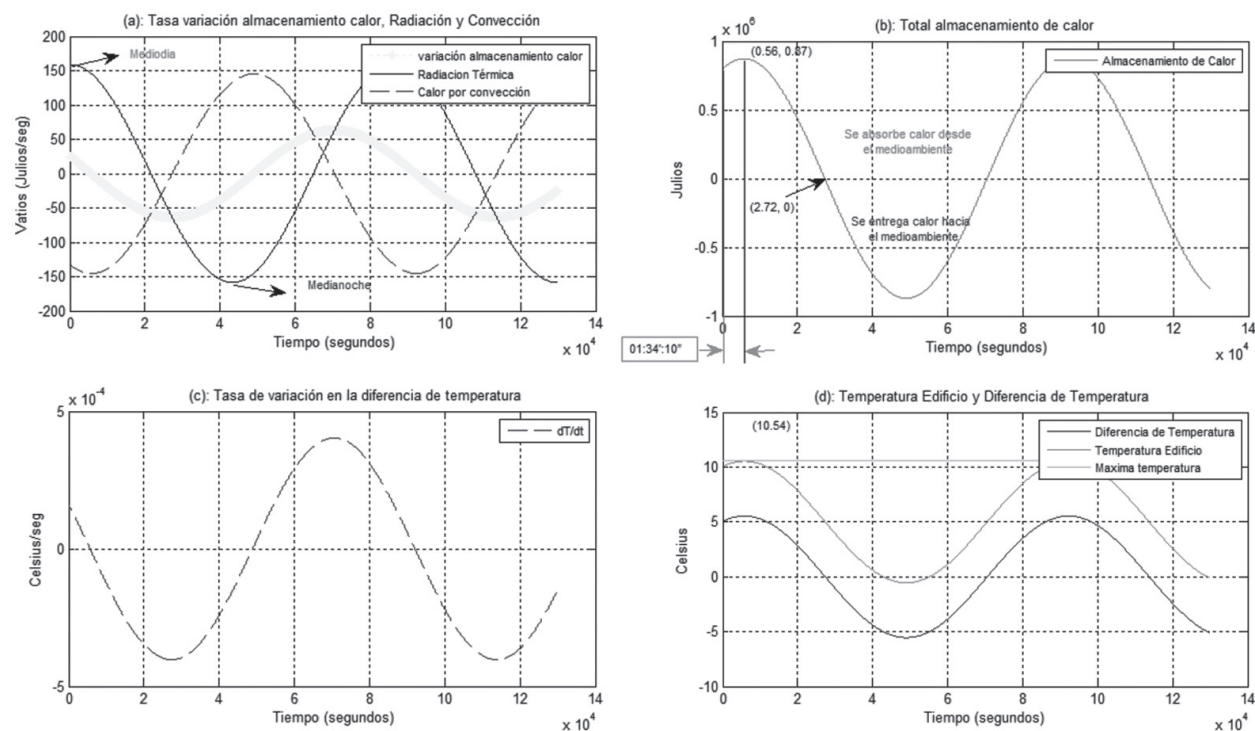 (a): Tasa variación almacenamiento calor, Radiación y Convección
200
150
100
50
0
-50
-100
-150
-200
Vatios (Julios/seg)
Mediodia
variación almacenamiento calor
Radiacion Térmica
Calor por convección
Medianoche
0 2 4 6 8 10 12 14
Tiempo (segundos)
x 10^4
(b): Total almacenamiento de calor
x 10^6
1
0.5
0
-0.5
-1
Julios
(0.56, 0.87)
Almacenamiento de Calor
Se absorbe calor desde
el medioambiente
(2.72, 0)
Se entrega calor hacia
el medioambiente
0 2 4 6 8 10 12 14
Tiempo (segundos)
x 10^4
01:34':10"
(c): Tasa de variación en la diferencia de temperatura
x 10^-4
5
0
-5
Celsius/seg
dT/dt
0 2 4 6 8 10 12 14
Tiempo (segundos)
x 10^4
(d): Temperatura Edificio y Diferencia de Temperatura
15
10
5
0
-5
-10
Celsius
(10.54)
Diferencia de Temperatura
Temperatura Edificio
Maxima temperatura
0 2 4 6 8 10 12 14
Tiempo (segundos)
x 10^4